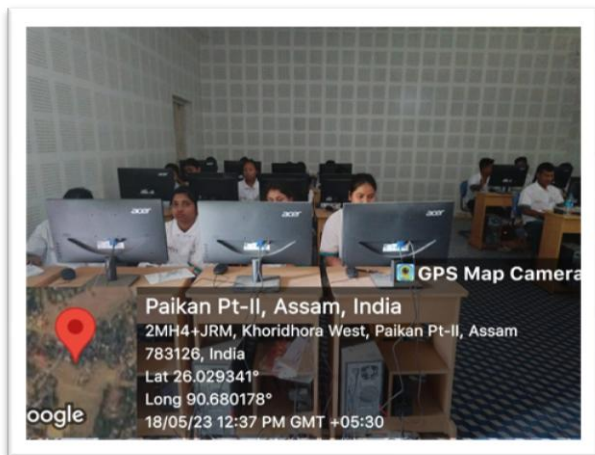 acer
acer
acer
GPS Map Camera
Paikan Pt-II, Assam, India
2MH4+JRM, Khoridhora West, Paikan Pt-II, Assam
783126, India
Lat 26.029341°
Long 90.680178°
18/05/23 12:37 PM GMT +05:30
oogle